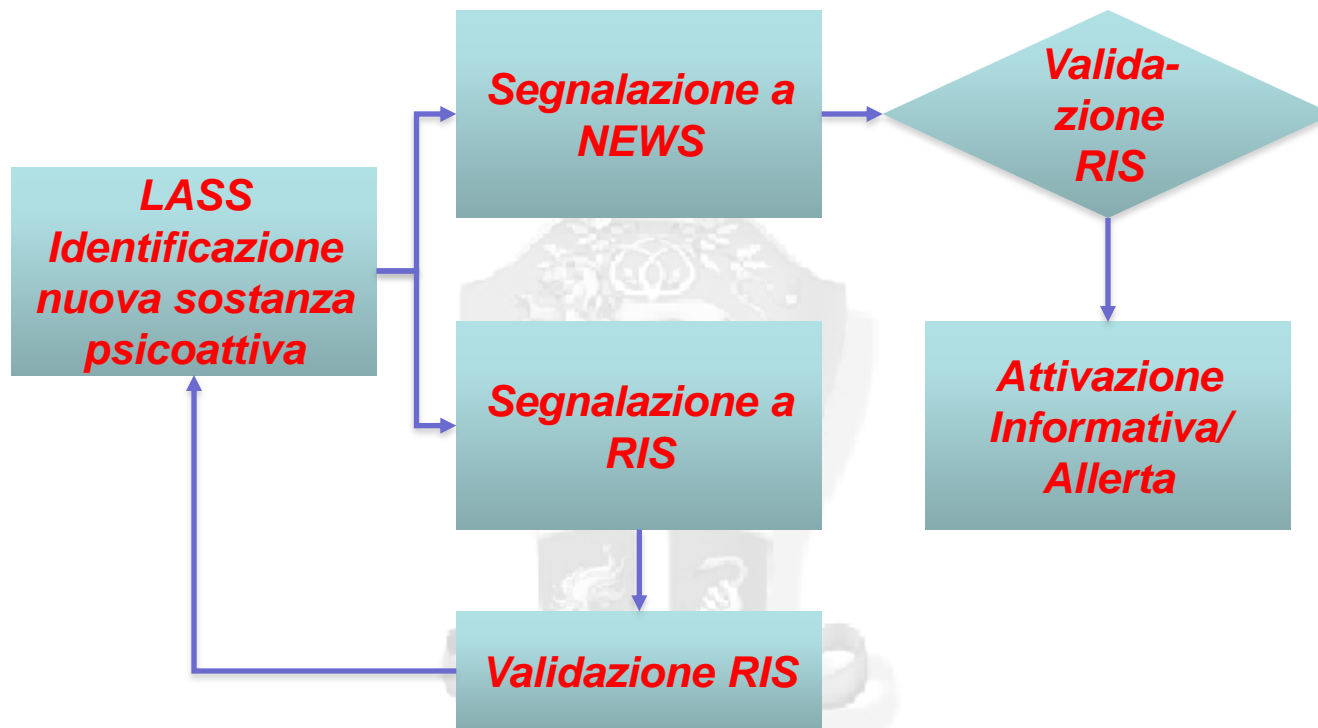 LASS
Identificazione
nuova sostanza
psicoattiva
Segnalazione a
NEWS
Valida-
zione
RIS
Segnalazione a
RIS
Attivazione
Informativa/
Allerta
Validazione RIS